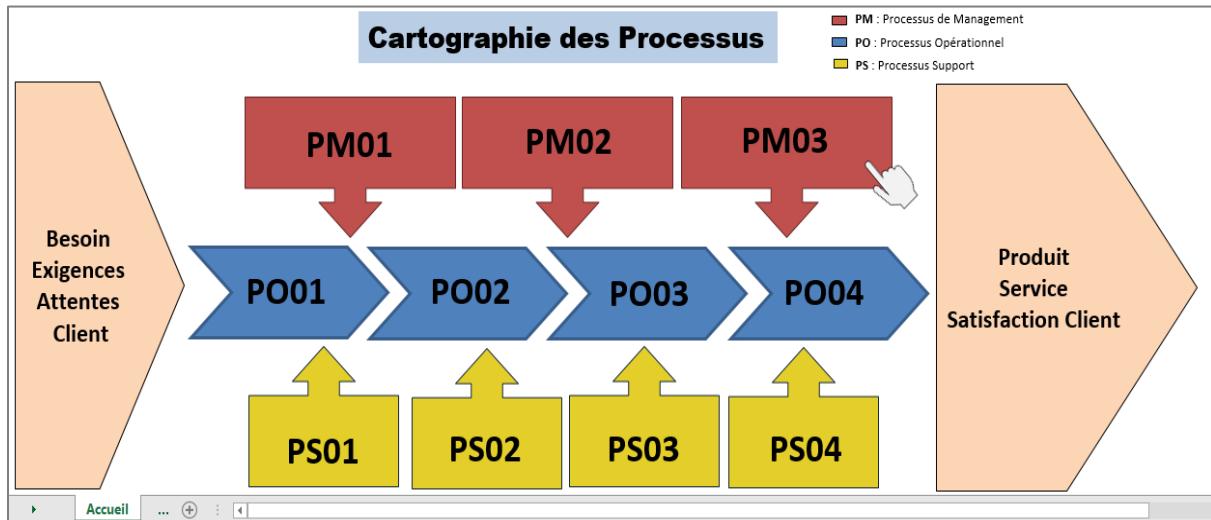 Cartographie des Processus
PM : Processus de Management
PO : Processus Opérationnel
PS : Processus Support
PM01
PM02
PM03
Besoin
Exigences
Attentes
Client
PO01
PO02
PO03
PO04
Produit
Service
Satisfaction Client
PS01
PS02
PS03
PS04
Accueil ...